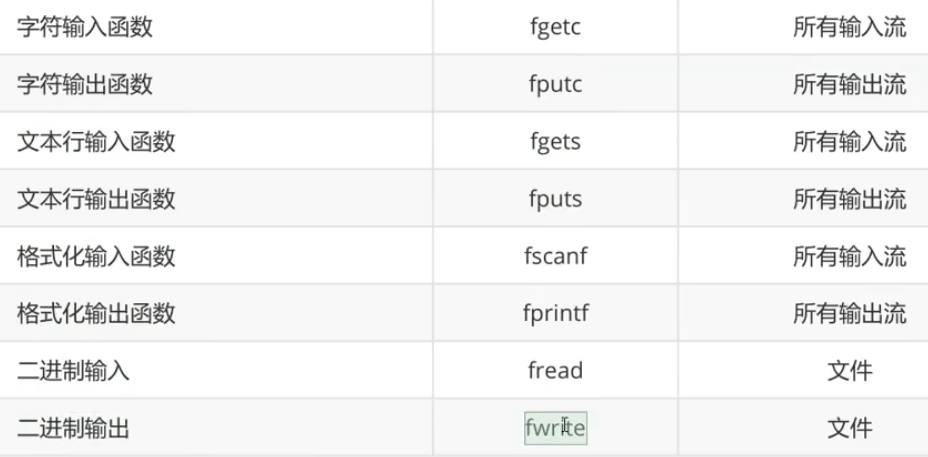 字符输入函数 fgetc 所有输入流
字符输出函数 fputc 所有输出流
文本行输入函数 fgets 所有输入流
文本行输出函数 fputs 所有输出流
格式化输入函数 fscanf 所有输入流
格式化输出函数 fprintf 所有输出流
二进制输入 fread 文件
二进制输出 fwrite 文件